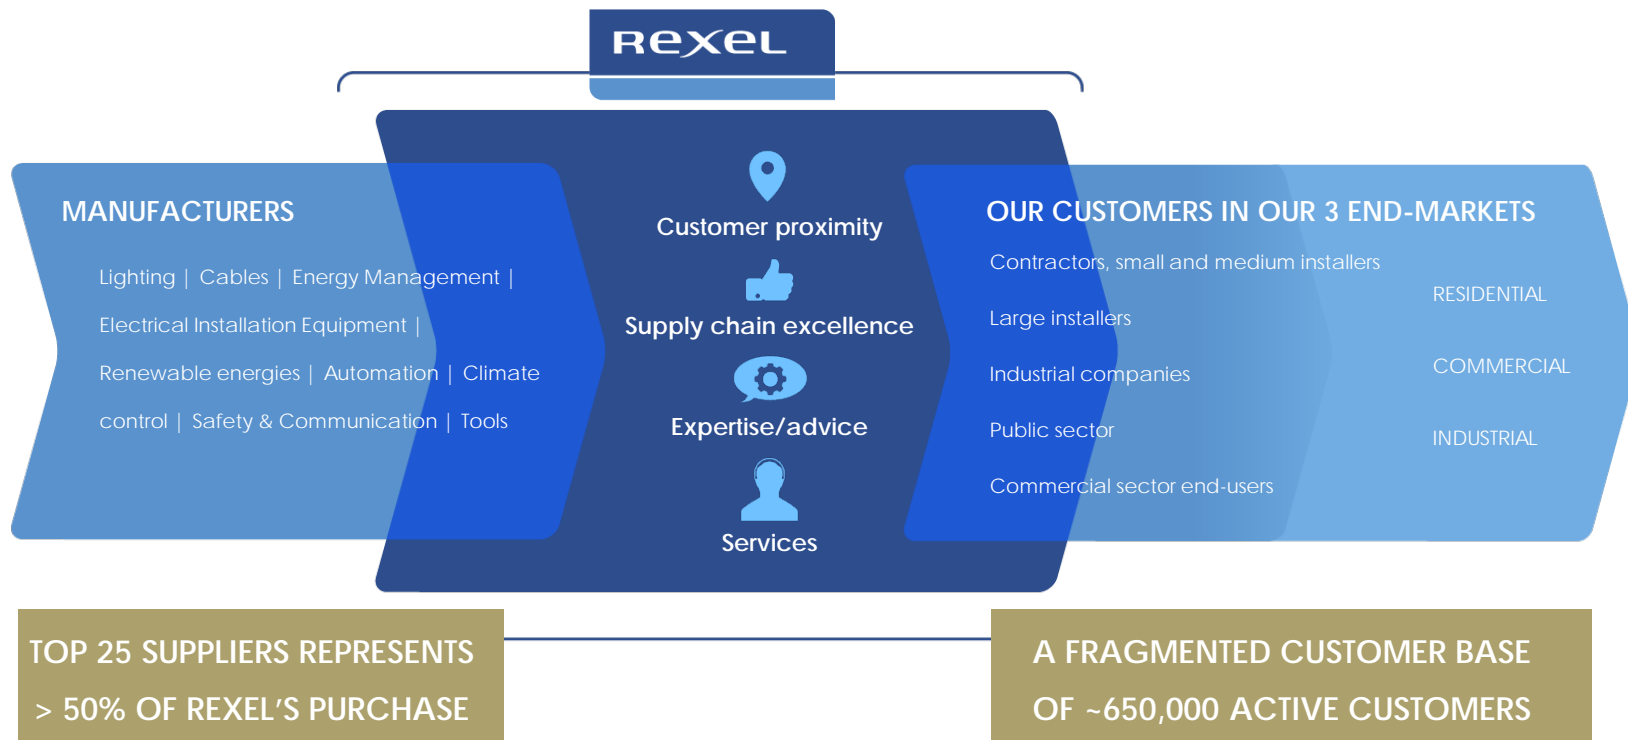 REXEL
MANUFACTURERS
Lighting | Cables | Energy Management |
Electrical Installation Equipment |
Renewable energies | Automation | Climate
control | Safety & Communication | Tools
Customer proximity
Supply chain excellence
Expertise/advice
Services
OUR CUSTOMERS IN OUR 3 END-MARKETS
Contractors, small and medium installers
Large installers
Industrial companies
Public sector
Commercial sector end-users
RESIDENTIAL
COMMERCIAL
INDUSTRIAL
TOP 25 SUPPLIERS REPRESENTS
> 50% OF REXEL'S PURCHASE
A FRAGMENTED CUSTOMER BASE
OF ~650,000 ACTIVE CUSTOMERS